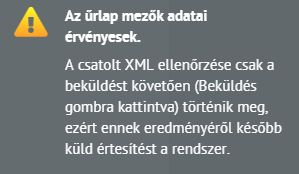 Az űrlap mezők adatai
érvényesek.
A csatolt XML ellenőrzése csak a
beküldést követően (Beküldés
gombra kattintva) történik meg,
ezért ennek eredményéről később
küld értesítést a rendszer.